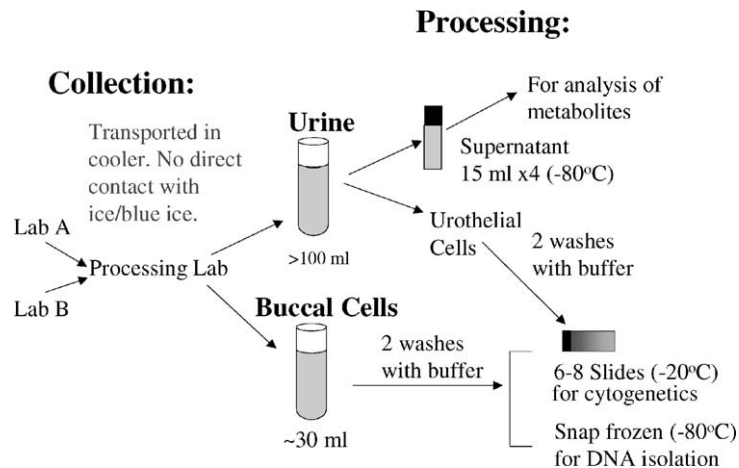 Processing:
Collection:
Transported in
cooler. No direct
contact with
ice/blue ice.
Lab A
Processing Lab
Lab B
Urine
>100 ml
For analysis of
metabolites
Supernatant
15 ml x4 (-80°C)
Urothelial
Cells
2 washes
with buffer
Buccal Cells
~30 ml
2 washes
with buffer
6-8 Slides (-20°C)
for cytogenetics
Snap frozen (-80°C)
for DNA isolation